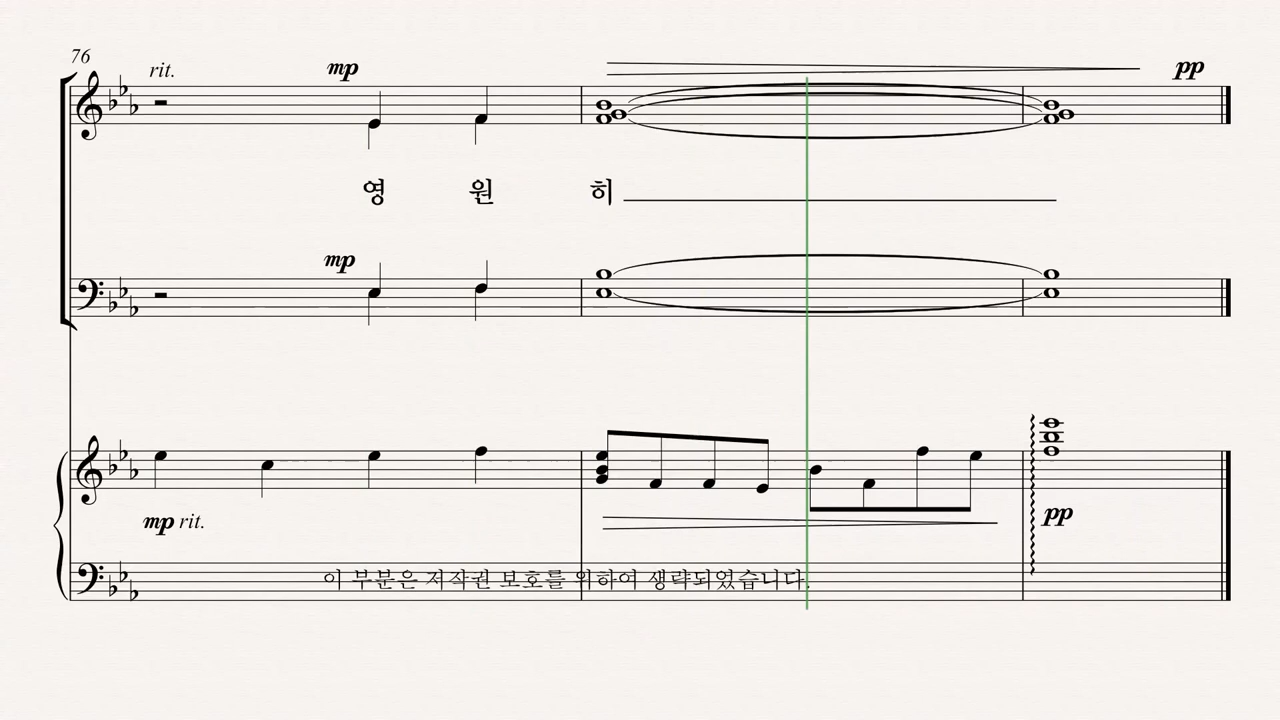 76
rit.
mp
pp
영 원 히
mp
mp rit.
pp
이 부분은 저작권 보호를 위하여 생략되었습니다.